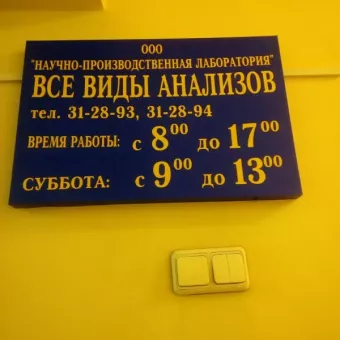 ООО
"НАУЧНО-ПРОИЗВОДСТВЕННАЯ ЛАБОРАТОРИЯ"
ВСЕ ВИДЫ АНАЛИЗОВ
тел. 31-28-93, 31-28-94
ВРЕМЯ РАБОТЫ: с 8⁰⁰ до 17⁰⁰
СУББОТА: с 9⁰⁰ до 13⁰⁰